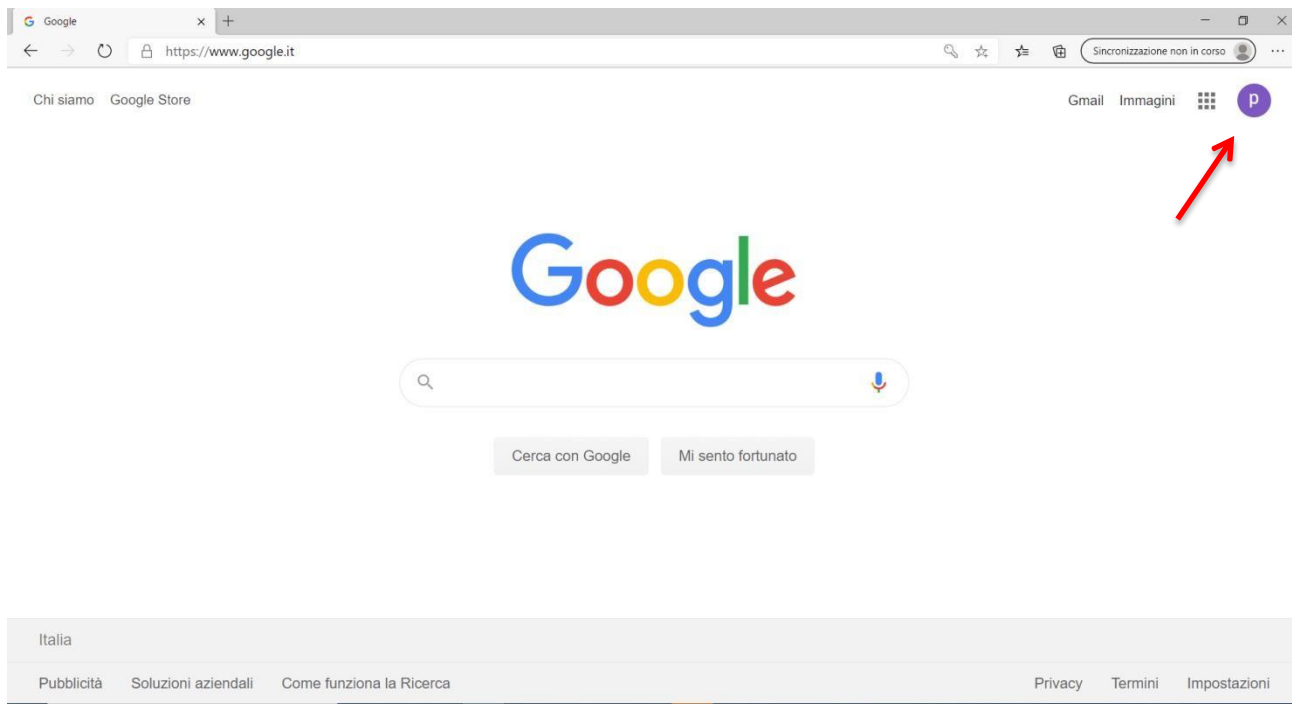 Google
https://www.google.it
Sincronizzazione non in corso
Chi siamo Google Store
Gmail Immagini
p
Google
Cerca con Google Mi sento fortunato
Italia
Pubblicità Soluzioni aziendali Come funziona la Ricerca
Privacy Termini Impostazioni